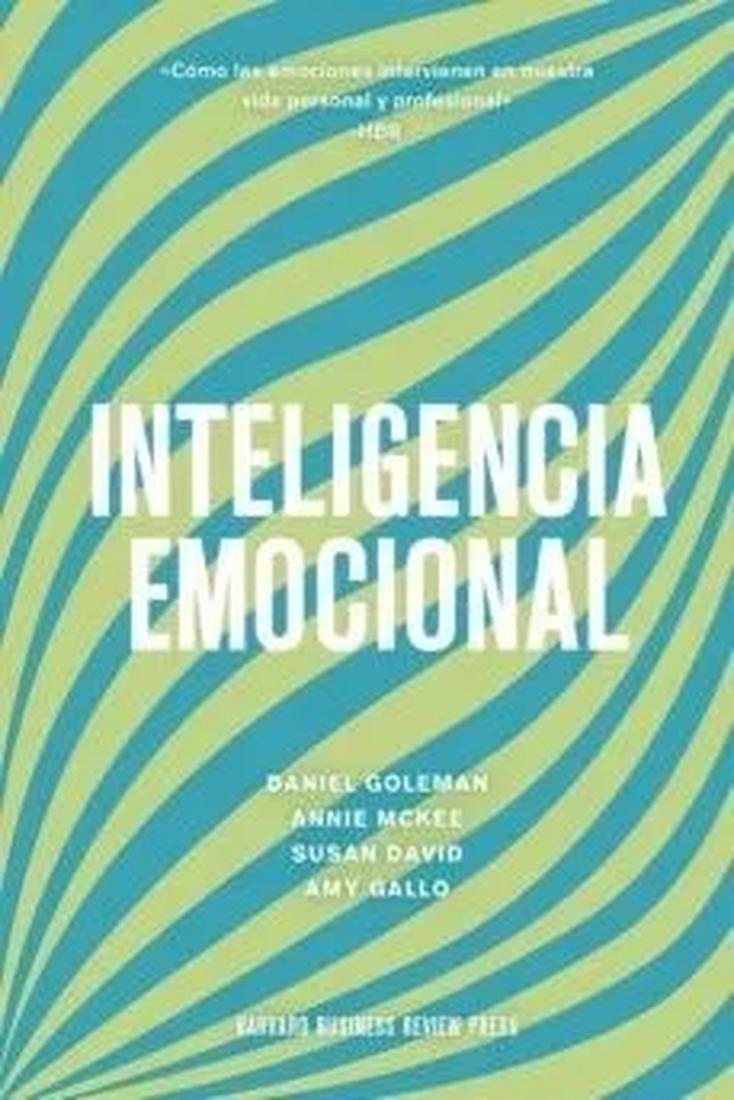 «Cómo las emociones intervienen en nuestra
vida personal y profesional»
-HBR
INTELIGENCIA
EMOCIONAL
DANIEL GOLEMAN
ANNIE MCKEE
SUSAN DAVID
AMY GALLO
HARVARD BUSINESS REVIEW PRESS